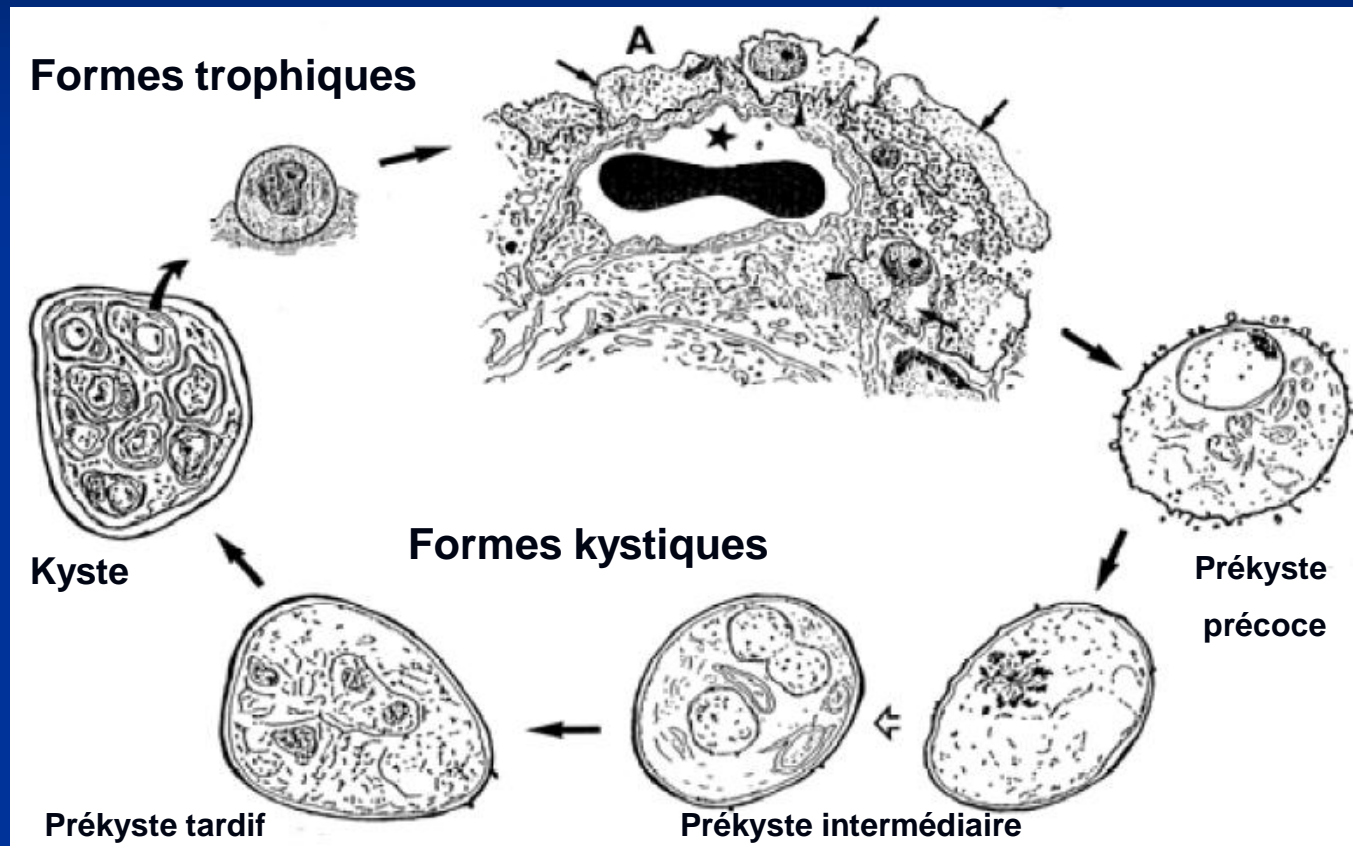 A
Formes trophiques
Formes kystiques
Kyste
Prékyste
précoce
Prékyste tardif
Prékyste intermédiaire